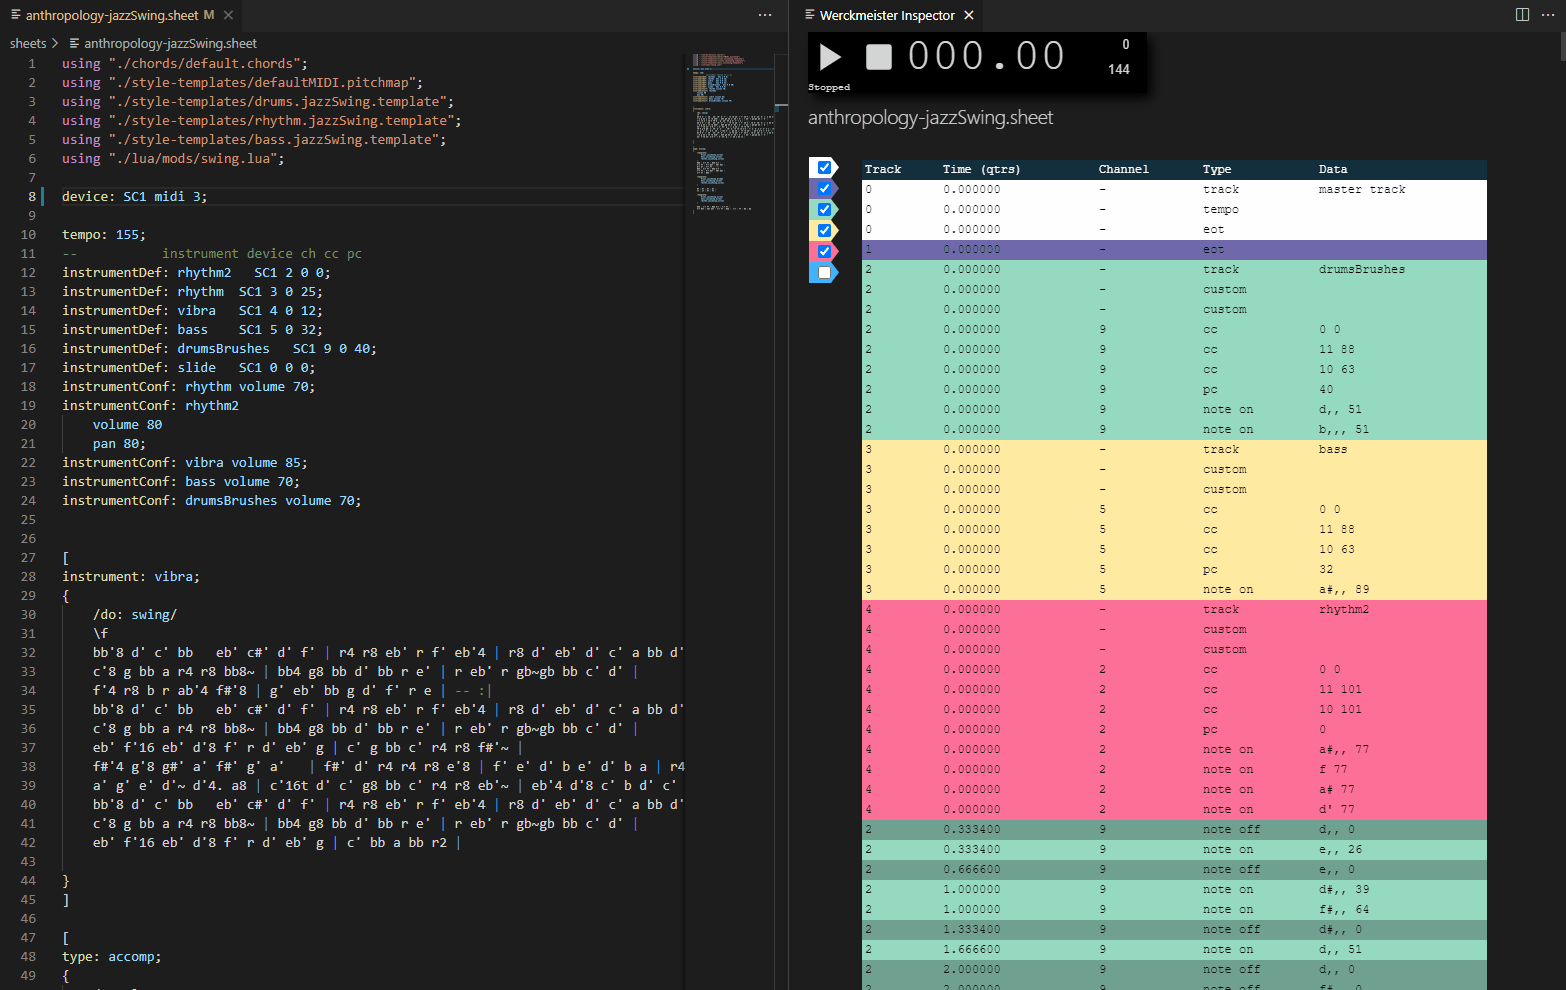 anthropology-jazzSwing.sheet M
sheets > anthropology-jazzSwing.sheet
1 using "./chords/default.chords";
2 using "./style-templates/defaultMIDI.pitchmap";
3 using "./style-templates/drums.jazzSwing.template";
4 using "./style-templates/rhythm.jazzSwing.template";
5 using "./style-templates/bass.jazzSwing.template";
6 using "./lua/mods/swing.lua";
7
8 device: SC1 midi 3;
9
10 tempo: 155;
11 -- instrument device ch cc pc
12 instrumentDef: rhythm2 SC1 2 0 0;
13 instrumentDef: rhythm SC1 3 0 25;
14 instrumentDef: vibra SC1 4 0 12;
15 instrumentDef: bass SC1 5 0 32;
16 instrumentDef: drumsBrushes SC1 9 0 40;
17 instrumentDef: slide SC1 0 0 0;
18 instrumentConf: rhythm volume 70;
19 instrumentConf: rhythm2
20 volume 80
21 pan 80;
22 instrumentConf: vibra volume 85;
23 instrumentConf: bass volume 70;
24 instrumentConf: drumsBrushes volume 70;
25
26
27 [
28 instrument: vibra;
29 {
30 /do: swing/
31 \f
32 bb'8 d' c' bb eb' c#' d' f' | r4 r8 eb' r f' eb'4 | r8 d' eb' d' c' a bb d'
33 c'8 g bb a r4 r8 bb8~ | bb4 g8 bb d' bb r e' | r eb' r gb~gb bb c' d' |
34 f'4 r8 b r ab'4 f#'8 | g' eb' bb g d' f' r e | -- :|
35 bb'8 d' c' bb eb' c#' d' f' | r4 r8 eb' r f' eb'4 | r8 d' eb' d' c' a bb d'
36 c'8 g bb a r4 r8 bb8~ | bb4 g8 bb d' bb r e' | r eb' r gb~gb bb c' d' |
37 eb' f'16 eb' d'8 f' r d' eb' g | c' g bb c' r4 r8 f#'~ |
38 f#'4 g'8 g#' a' f#' g' a' | f#' d' r4 r4 r8 e'8 | f' e' d' b e' d' b a | r4
39 a' g' e' d'~ d'4. a8 | c'16t d' c' g8 bb c' r4 r8 eb'~ | eb'4 d'8 c' b d' c'
40 bb'8 d' c' bb eb' c#' d' f' | r4 r8 eb' r f' eb'4 | r8 d' eb' d' c' a bb d'
41 c'8 g bb a r4 r8 bb8~ | bb4 g8 bb d' bb r e' | r eb' r gb~gb bb c' d' |
42 eb' f'16 eb' d'8 f' r d' eb' g | c' bb a bb r2 |
43
44 }
45 ]
46
47 [
48 type: accomp;
49 {
Werckmeister Inspector
000.00
0
144
Stopped
anthropology-jazzSwing.sheet
Track Time (qtrs) Channel Type Data
0 0.000000 - track master track
0 0.000000 - tempo
0 0.000000 - eot
1 0.000000 - eot
2 0.000000 - track drumsBrushes
2 0.000000 - custom
2 0.000000 - custom
2 0.000000 9 cc 0 0
2 0.000000 9 cc 11 88
2 0.000000 9 cc 10 63
2 0.000000 9 pc 40
2 0.000000 9 note on d,, 51
2 0.000000 9 note on b,,, 51
3 0.000000 - track bass
3 0.000000 - custom
3 0.000000 - custom
3 0.000000 5 cc 0 0
3 0.000000 5 cc 11 88
3 0.000000 5 cc 10 63
3 0.000000 5 pc 32
3 0.000000 5 note on a#,, 89
4 0.000000 - track rhythm2
4 0.000000 - custom
4 0.000000 - custom
4 0.000000 2 cc 0 0
4 0.000000 2 cc 11 101
4 0.000000 2 cc 10 101
4 0.000000 2 pc 0
4 0.000000 2 note on a#,, 77
4 0.000000 2 note on f 77
4 0.000000 2 note on a# 77
4 0.000000 2 note on d' 77
2 0.333400 9 note off d,, 0
2 0.333400 9 note on e,, 26
2 0.666600 9 note off e,, 0
2 1.000000 9 note on d#,, 39
2 1.000000 9 note on f#,, 64
2 1.333400 9 note off d#,, 0
2 1.666600 9 note on d,, 51
2 2.000000 9 note off d,, 0